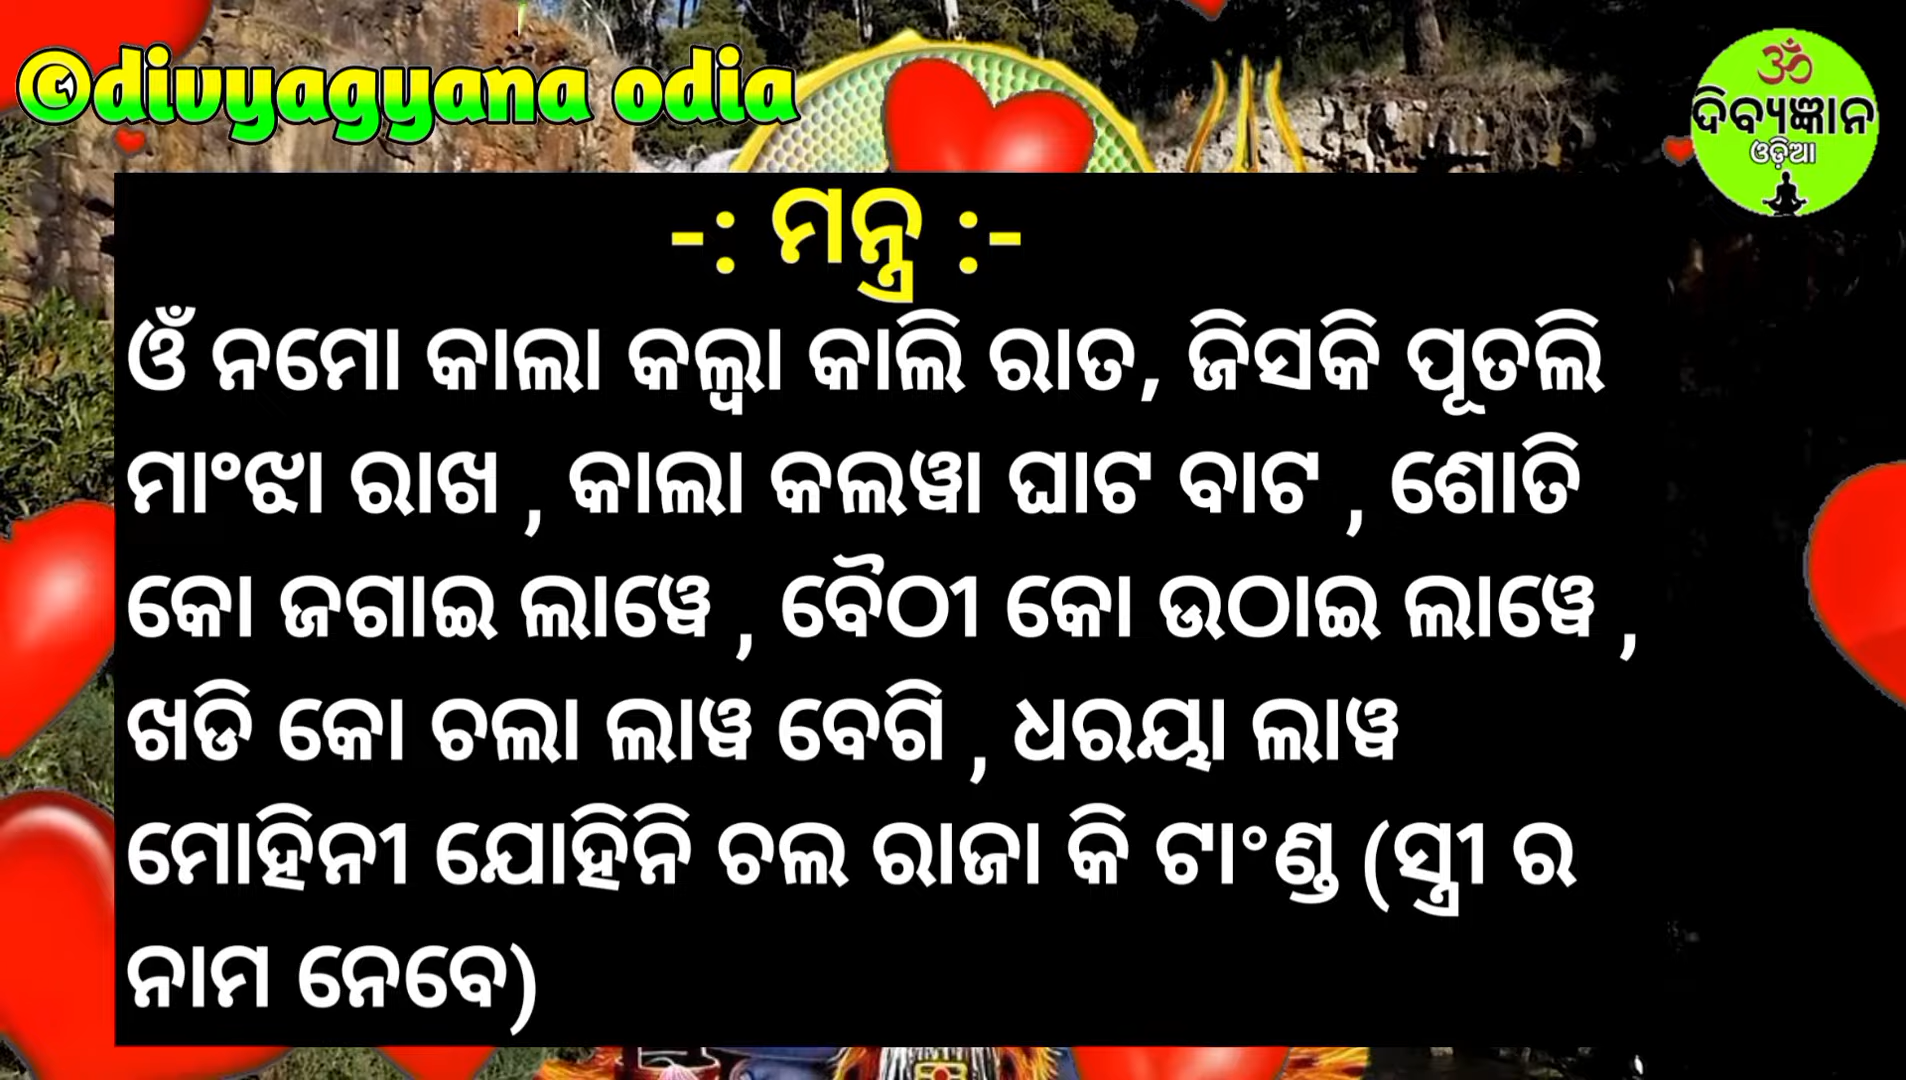 ©divyagyana odia
ॐ
ଦିବ୍ୟଜ୍ଞାନ
ଓଡ଼ିଆ
-: ମନ୍ତ୍ର :-
ଓଁ ନମୋ କାଲା କଲ୍ୱା କାଲି ରାତ, ଜିସକି ପୂତଲି
ମାଂଝା ରାଖ , କାଲା କଲୱା ଘାଟ ବାଟ , ଶୋତି
କୋ ଜଗାଇ ଲାୱେ , ବୈଠୀ କୋ ଉଠାଇ ଲାୱେ ,
ଖଡି କୋ ଚଲା ଲାୱ ବେଗି , ଧରୟା ଲାୱ
ମୋହିନୀ ଯୋହିନି ଚଲ ରାଜା କି ଟାଂଣ୍ଡ (ସ୍ତ୍ରୀ ର
ନାମ ନେବେ)